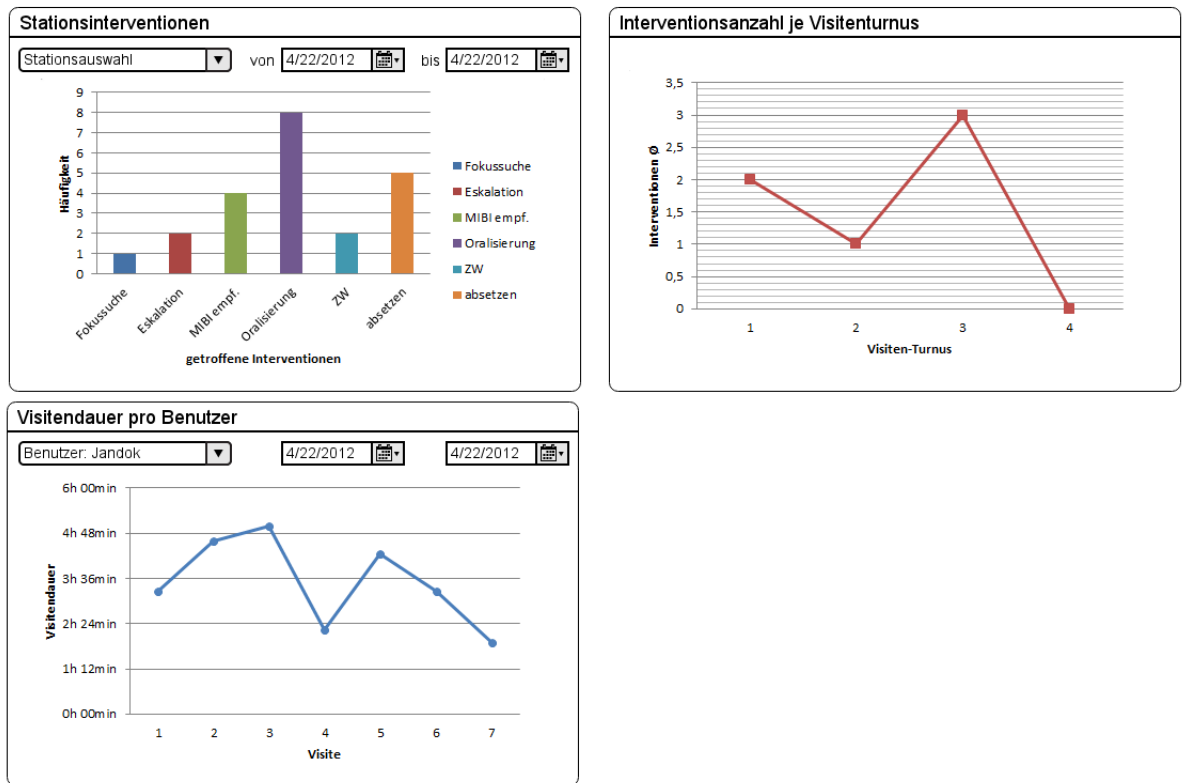 Stationsinterventionen
Stationsauswahl von 4/22/2012 bis 4/22/2012
9
8
7
6
5
4
3
2
1
0
Häufigkeit
Fokussuche
Eskalation
MIBI empf.
Oralisierung
ZW
absetzen
getroffene Interventionen
Fokussuche
Eskalation
MIBI empf.
Oralisierung
ZW
absetzen
Interventionsanzahl je Visitenturnus
3,5
3
2,5
2
1,5
1
0,5
0
Interventionen Ø
1 2 3 4
Visiten-Turnus
Visitendauer pro Benutzer
Benutzer: Jandok 4/22/2012 4/22/2012
6h 00min
4h 48min
3h 36min
2h 24min
1h 12min
0h 00min
Visitendauer
1 2 3 4 5 6 7
Visite